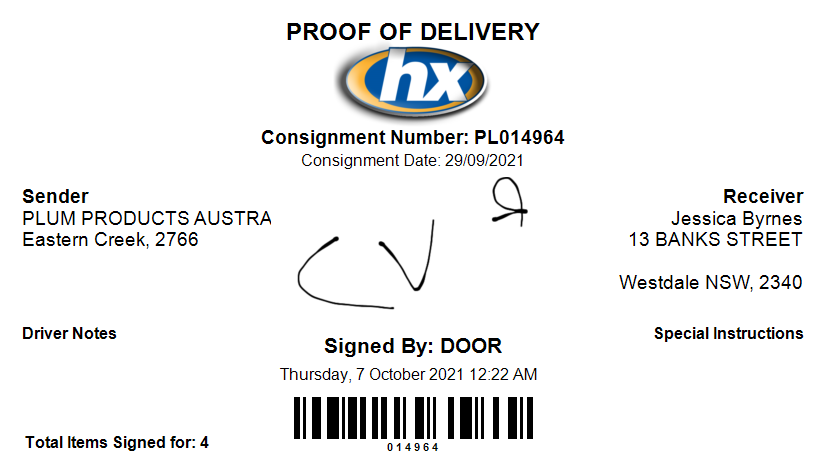 PROOF OF DELIVERY
hx
Consignment Number: PL014964
Consignment Date: 29/09/2021
Sender
PLUM PRODUCTS AUSTRA
Eastern Creek, 2766
Receiver
Jessica Byrnes
13 BANKS STREET
Westdale NSW, 2340
Driver Notes
Special Instructions
Signed By: DOOR
Thursday, 7 October 2021 12:22 AM
014964
Total Items Signed for: 4